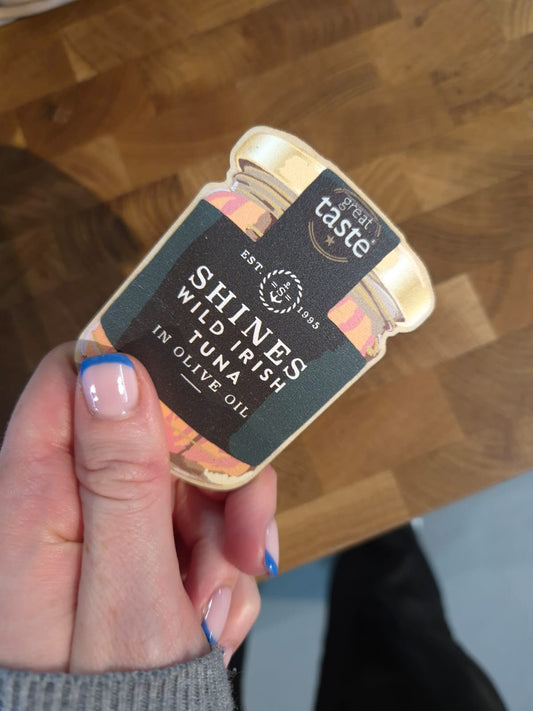 great
taste
EST.
S
1995
SHINES
WILD IRISH
TUNA
IN OLIVE OIL